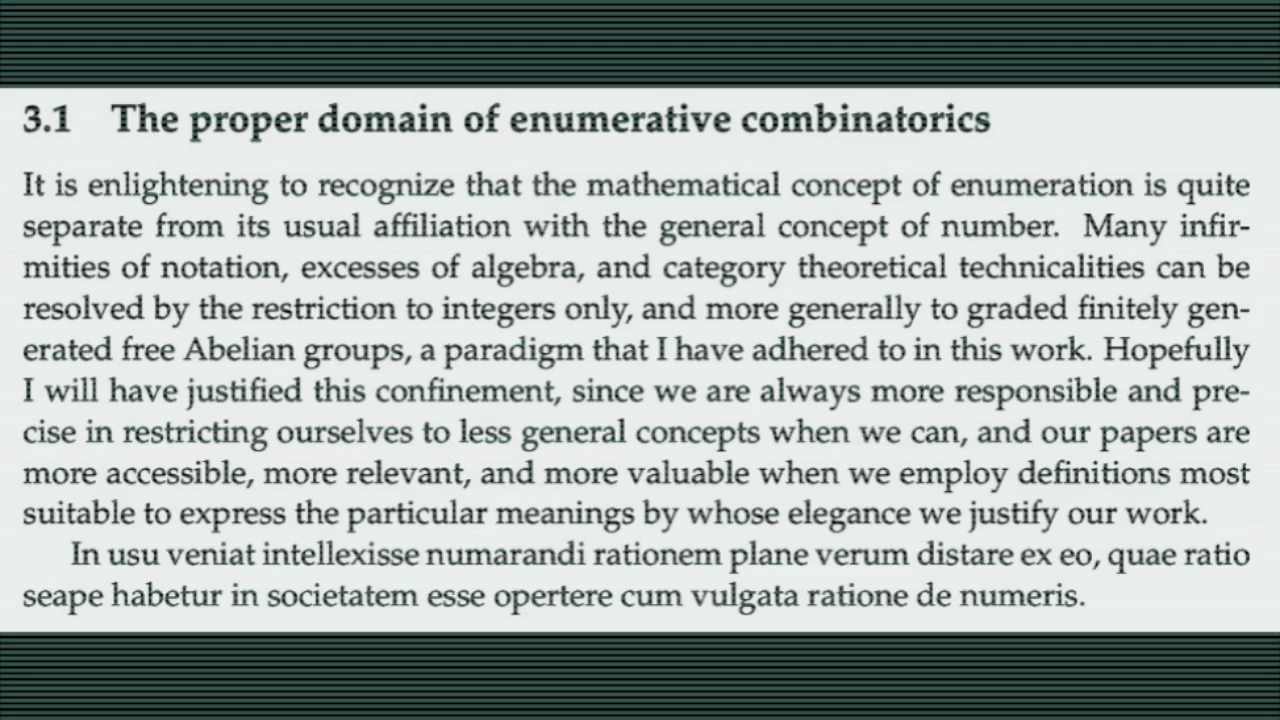 3.1 The proper domain of enumerative combinatorics
It is enlightening to recognize that the mathematical concept of enumeration is quite
separate from its usual affiliation with the general concept of number. Many infir-
mities of notation, excesses of algebra, and category theoretical technicalities can be
resolved by the restriction to integers only, and more generally to graded finitely gen-
erated free Abelian groups, a paradigm that I have adhered to in this work. Hopefully
I will have justified this confinement, since we are always more responsible and pre-
cise in restricting ourselves to less general concepts when we can, and our papers are
more accessible, more relevant, and more valuable when we employ definitions most
suitable to express the particular meanings by whose elegance we justify our work.
In usu veniat intellexisse numarandi rationem plane verum distare ex eo, quae ratio
seape habetur in societatem esse opertere cum vulgata ratione de numeris.